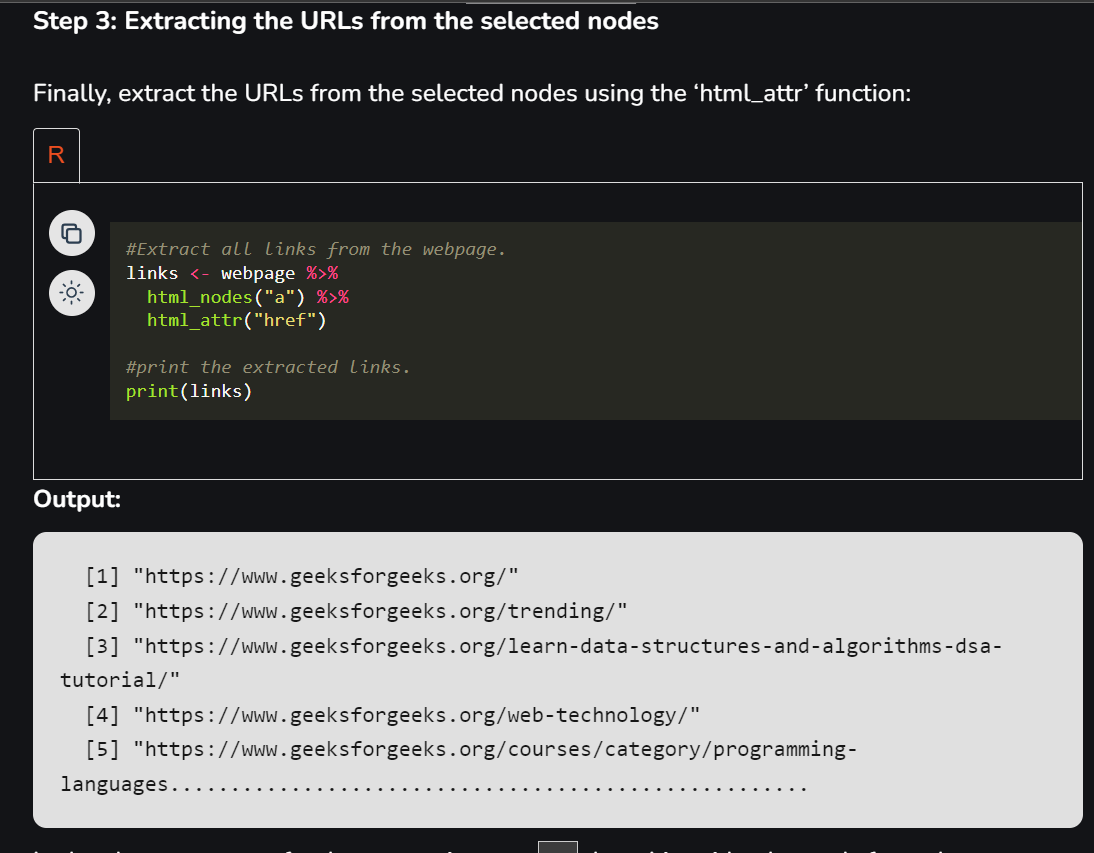 Step 3: Extracting the URLs from the selected nodes
Finally, extract the URLs from the selected nodes using the ‘html_attr’ function:
R
#Extract all links from the webpage.
links <- webpage %>%
  html_nodes("a") %>%
  html_attr("href")
#print the extracted links.
print(links)
Output:
[1] "https://www.geeksforgeeks.org/"
[2] "https://www.geeksforgeeks.org/trending/"
[3] "https://www.geeksforgeeks.org/learn-data-structures-and-algorithms-dsa-
tutorial/"
[4] "https://www.geeksforgeeks.org/web-technology/"
[5] "https://www.geeksforgeeks.org/courses/category/programming-
languages.....................................................